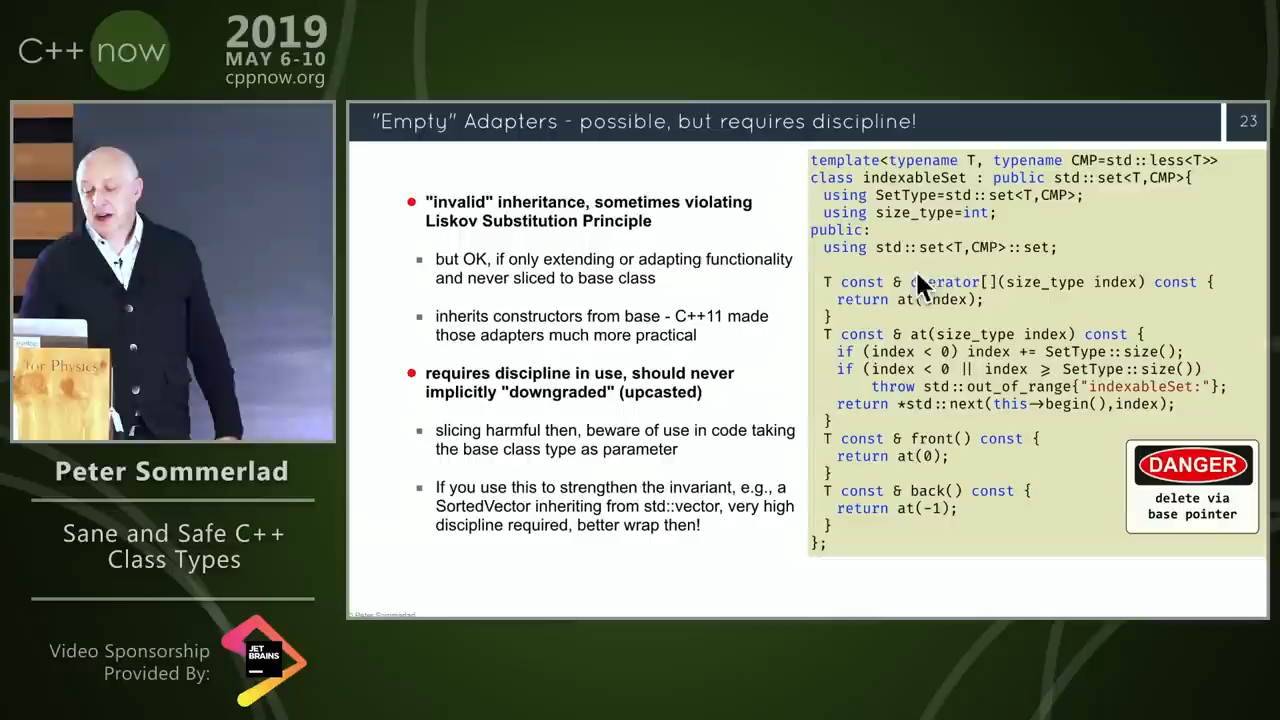 C++ now
2019
MAY 6-10
cppnow.org
"Empty" Adapters - possible, but requires discipline!
23
"invalid" inheritance, sometimes violating
Liskov Substitution Principle
but OK, if only extending or adapting functionality
and never sliced to base class
inherits constructors from base - C++11 made
those adapters much more practical
requires discipline in use, should never
implicitly "downgraded" (upcasted)
slicing harmful then, beware of use in code taking
the base class type as parameter
If you use this to strengthen the invariant, e.g., a
SortedVector inheriting from std::vector, very high
discipline required, better wrap then!
template<typename T, typename CMP=std::less<T>>
class indexableSet : public std::set<T,CMP>{
using SetType=std::set<T,CMP>;
using size_type=int;
public:
using std::set<T,CMP>::set;
T const & operator[](size_type index) const {
return at(index);
}
T const & at(size_type index) const {
if (index < 0) index += SetType::size();
if (index < 0 || index ⩾ SetType::size())
throw std::out_of_range{"indexableSet:"};
return *std::next(this→begin(),index);
}
T const & front() const {
return at(0);
}
T const & back() const {
return at(-1);
}
};
DANGER
delete via
base pointer
© Peter Sommerlad
for Physics
Peter Sommerlad
Sane and Safe C++
Class Types
Video Sponsorship
Provided By:
JET
BRAINS